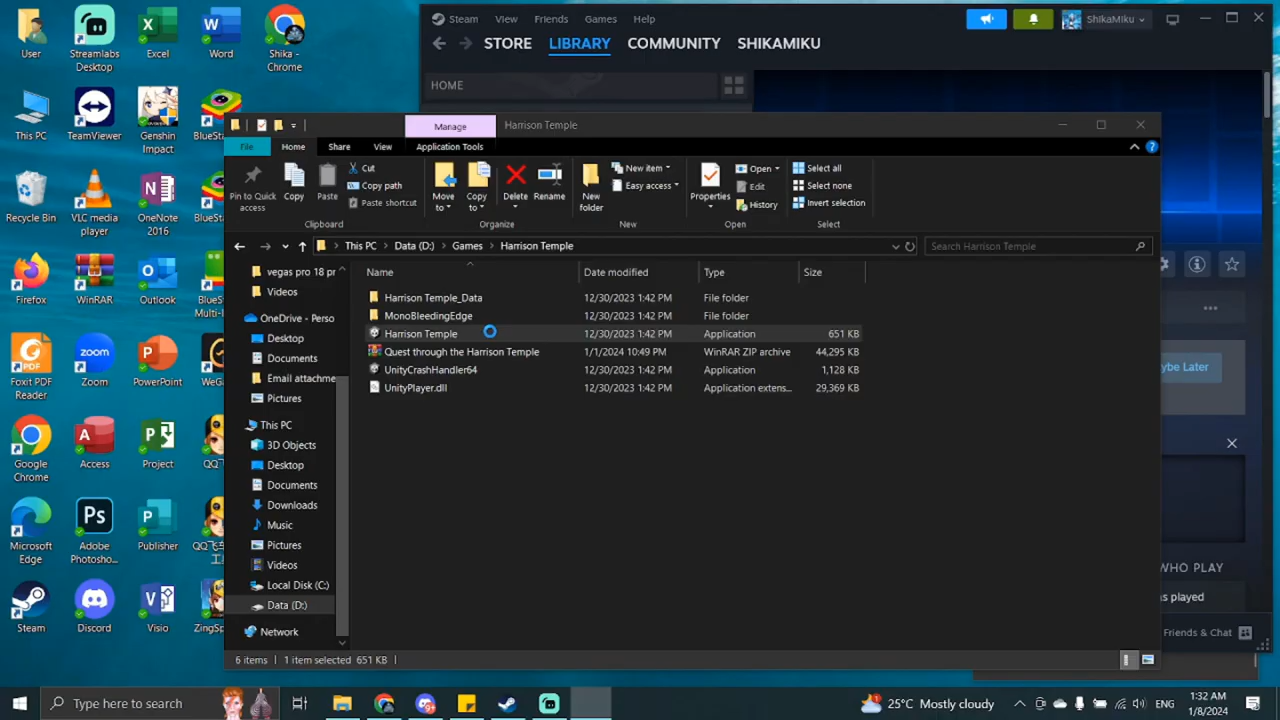 User
Streamlabs Desktop
Excel
Word
Shika - Chrome
This PC
TeamViewer
Genshin Impact
BlueSta
Recycle Bin
VLC media player
OneNote 2016
BlueSta
Firefox
WinRAR
Outlook
BlueSt
Multi-I
Foxit PDF Reader
Zoom
PowerPoint
WeGa
Google Chrome
Access
Project
Microsoft Edge
Ps
Adobe Photosho...
Publisher
Steam
Discord
Visio
ZingSp
Steam View Friends Games Help
ShikaMiku
STORE LIBRARY COMMUNITY SHIKAMIKU
HOME
Manage
Harrison Temple
File Home Share View Application Tools
Pin to Quick access
Copy
Paste
Cut
Copy path
Paste shortcut
Clipboard
Move to
Copy to
Delete
Rename
Organize
New folder
New item
Easy access
New
Properties
Open
Edit
History
Open
Select all
Select none
Invert selection
Select
This PC > Data (D:) > Games > Harrison Temple
Search Harrison Temple
vegas pro 18 pr
Videos
OneDrive - Perso
Desktop
Documents
Email attachme
Pictures
This PC
3D Objects
Desktop
Documents
Downloads
Music
Pictures
Videos
Local Disk (C:)
Data (D:)
Network
Name Date modified Type Size
Harrison Temple_Data 12/30/2023 1:42 PM File folder
MonoBleedingEdge 12/30/2023 1:42 PM File folder
Harrison Temple 12/30/2023 1:42 PM Application 651 KB
Quest through the Harrison Temple 1/1/2024 10:49 PM WinRAR ZIP archive 44,295 KB
UnityCrashHandler64 12/30/2023 1:42 PM Application 1,128 KB
UnityPlayer.dll 12/30/2023 1:42 PM Application extens... 29,369 KB
6 items 1 item selected 651 KB
ybe Later
WHO PLAY
as played
Friends & Chat
Type here to search
25°C Mostly cloudy
ENG
1:32 AM
1/8/2024